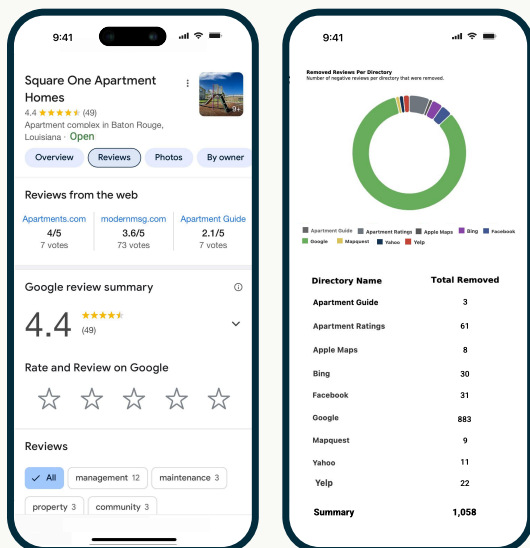 9:41
Square One Apartment
Homes
4.4 ★★★★★ (49)
Apartment complex in Baton Rouge,
Louisiana · Open
9+
Overview
Reviews
Photos
By owner
Reviews from the web
Apartments.com
modernmsg.com
Apartment Guide
4/5
3.6/5
2.1/5
7 votes
73 votes
7 votes
Google review summary
4.4
(49)
Rate and Review on Google
Reviews
All
management 12
maintenance 3
property 3
community 3
9:41
Removed Reviews Per Directory
Number of negative reviews per directory that were removed.
Apartment Guide
Apartment Ratings
Apple Maps
Bing
Facebook
Google
Mapquest
Yahoo
Yelp
Directory Name Total Removed
Apartment Guide 3
Apartment Ratings 61
Apple Maps 8
Bing 30
Facebook 31
Google 883
Mapquest 9
Yahoo 11
Yelp 22
Summary 1,058